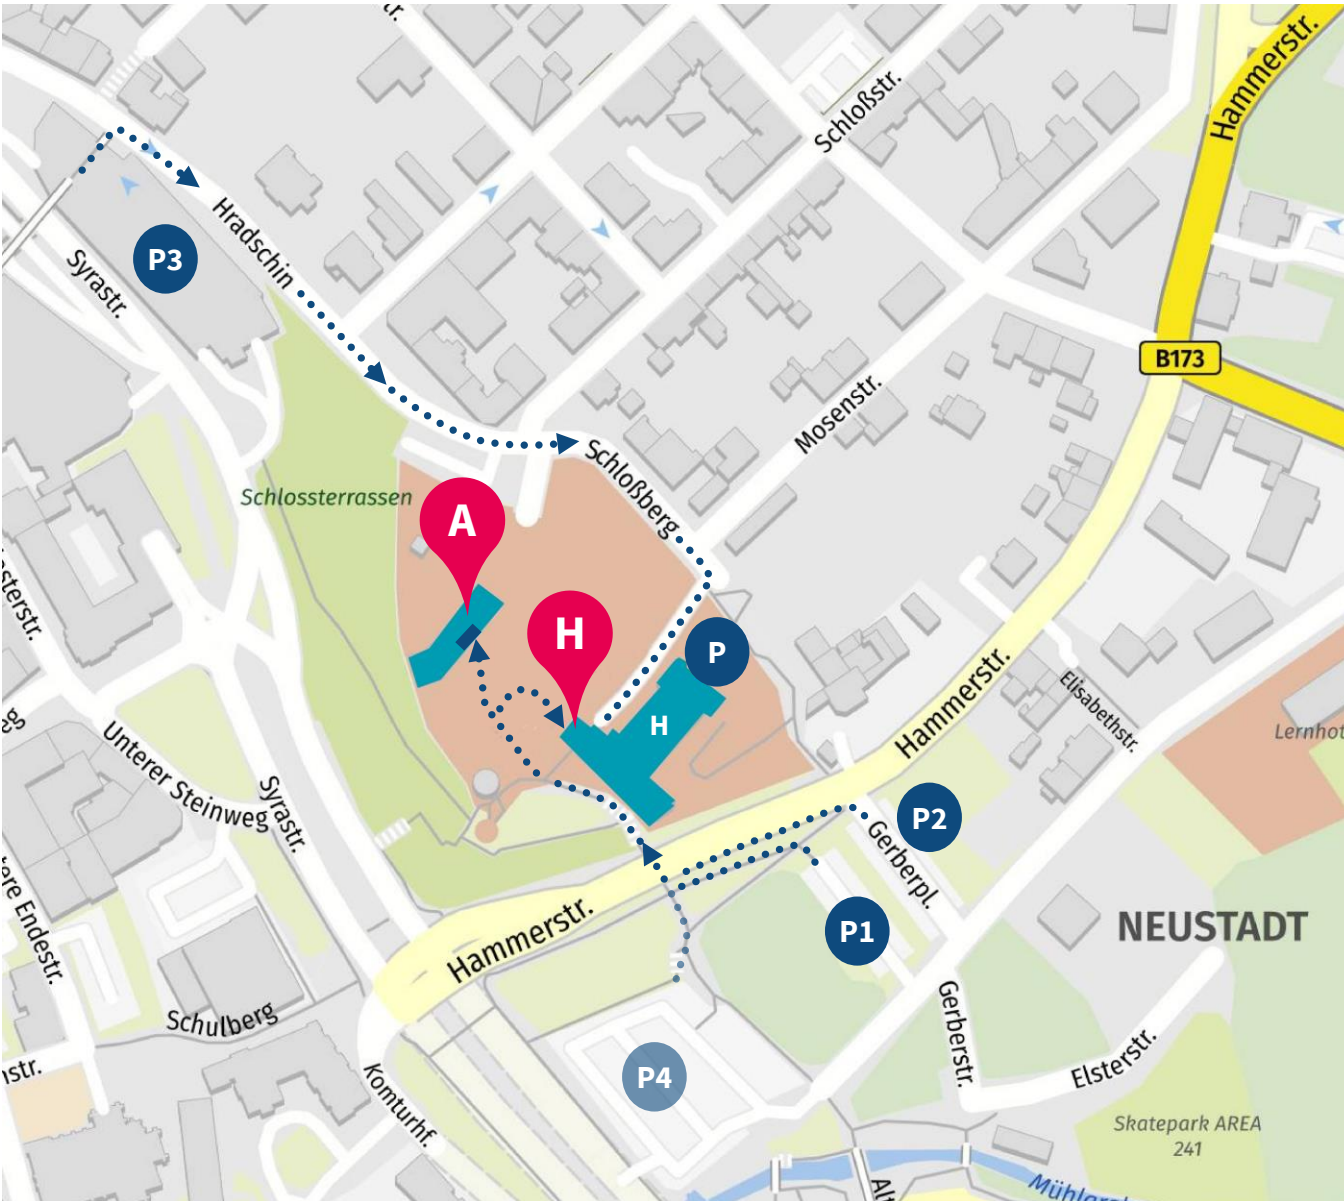 Hammerstr.
Schloßstr.
Hradschin
P3
Syrastr.
B173
Mosenstr.
Schloßberg
Schlossterrassen
A
H
P
H
Hammerstr.
Elisabethstr.
Lernhot
Unterer Steinweg
Syrastr.
P2
Gerberpl.
P1
NEUSTADT
Hammerstr.
Schulberg
Gerberstr.
Elsterstr.
P4
Komturhf.
Skatepark AREA
241